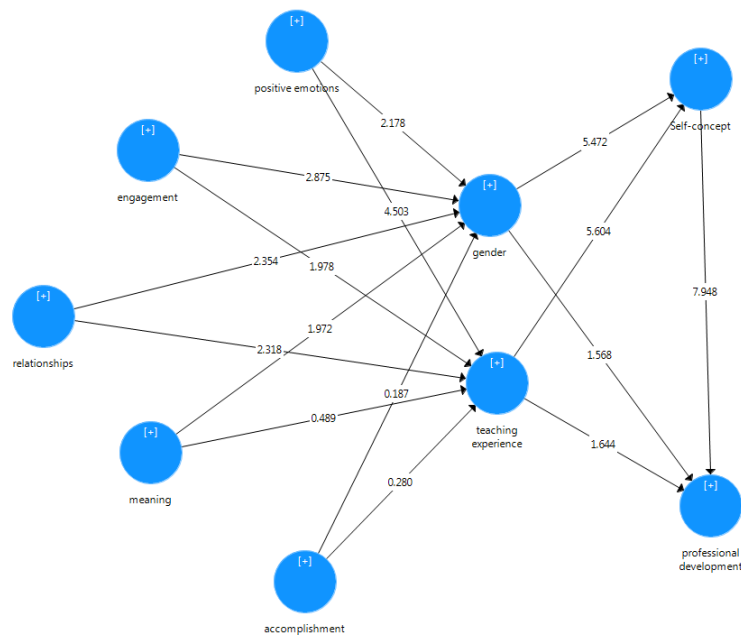 [+]
positive emotions
[+]
Self-concept
[+]
engagement
2.178
5.472
2.875
[+]
gender
4.503
5.604
2.354
1.978
7.948
[+]
relationships
1.972
2.318
1.568
[+]
teaching
experience
0.187
0.489
[+]
meaning
1.644
0.280
[+]
professional
development
[+]
accomplishment